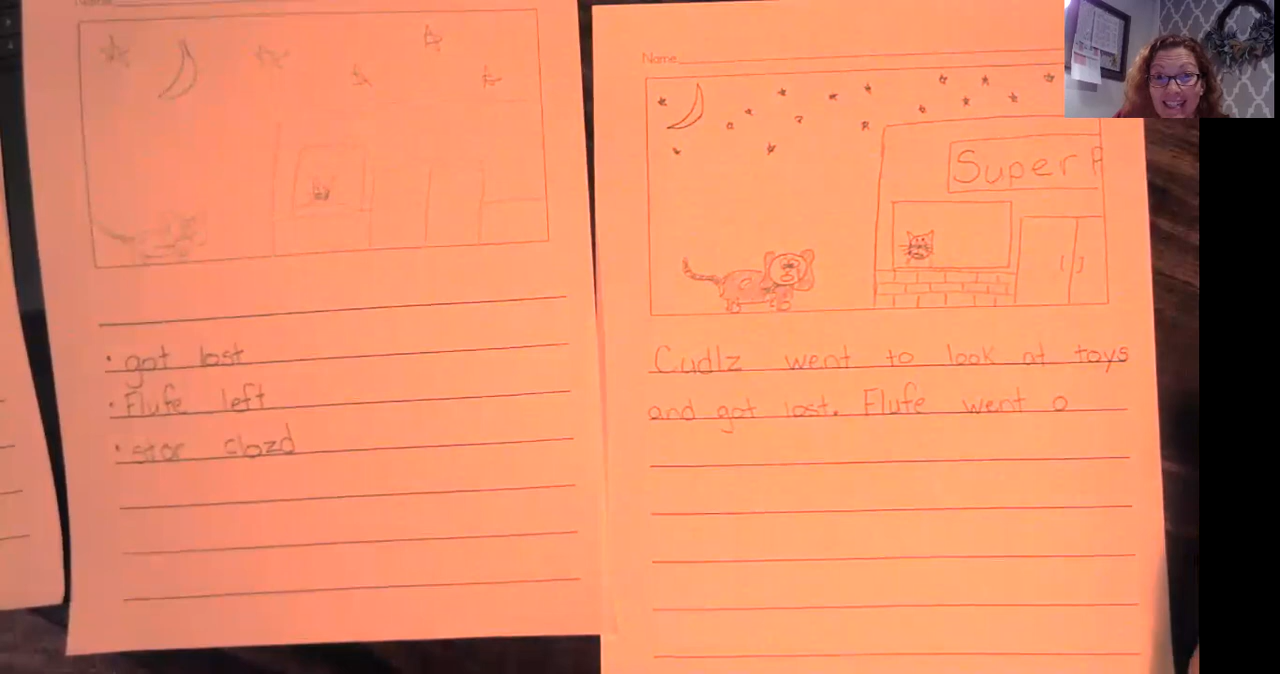 Name
• got lost
• Flufe left
• stor clozd
Name
Super P
Cudlz went to look at toys
and got lost. Flufe went o